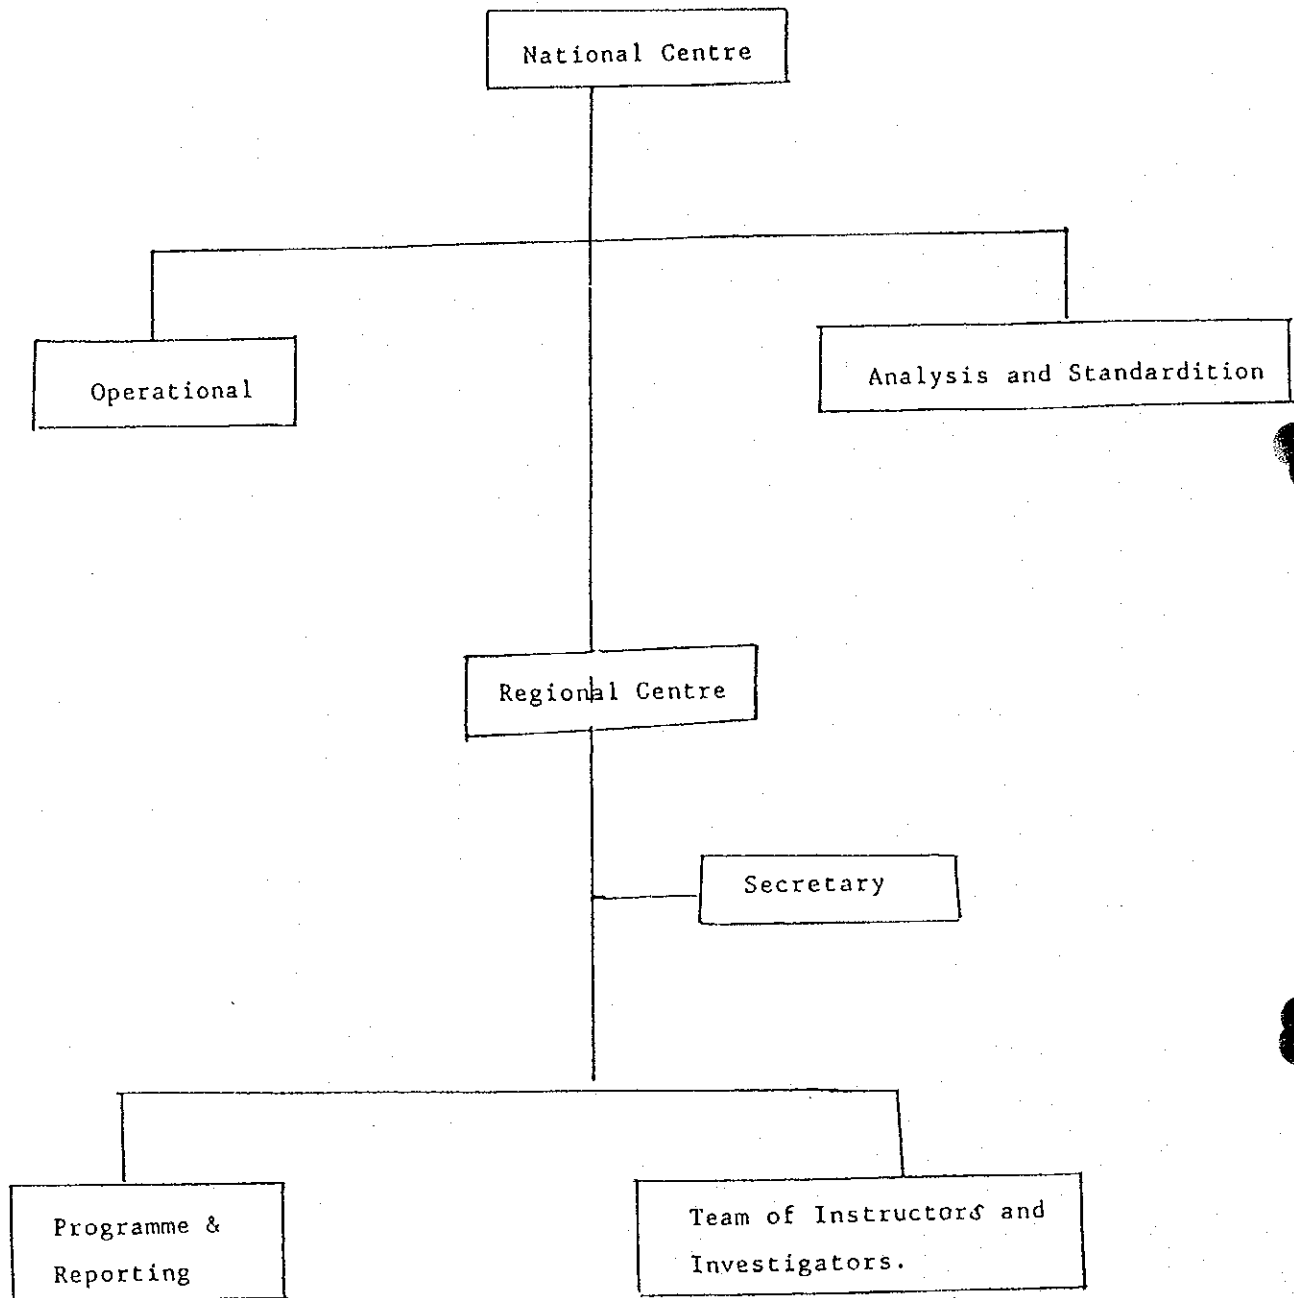 National Centre
Operational
Analysis and Standardition
Regional Centre
Secretary
Programme &
Reporting
Team of Instructors and
Investigators.